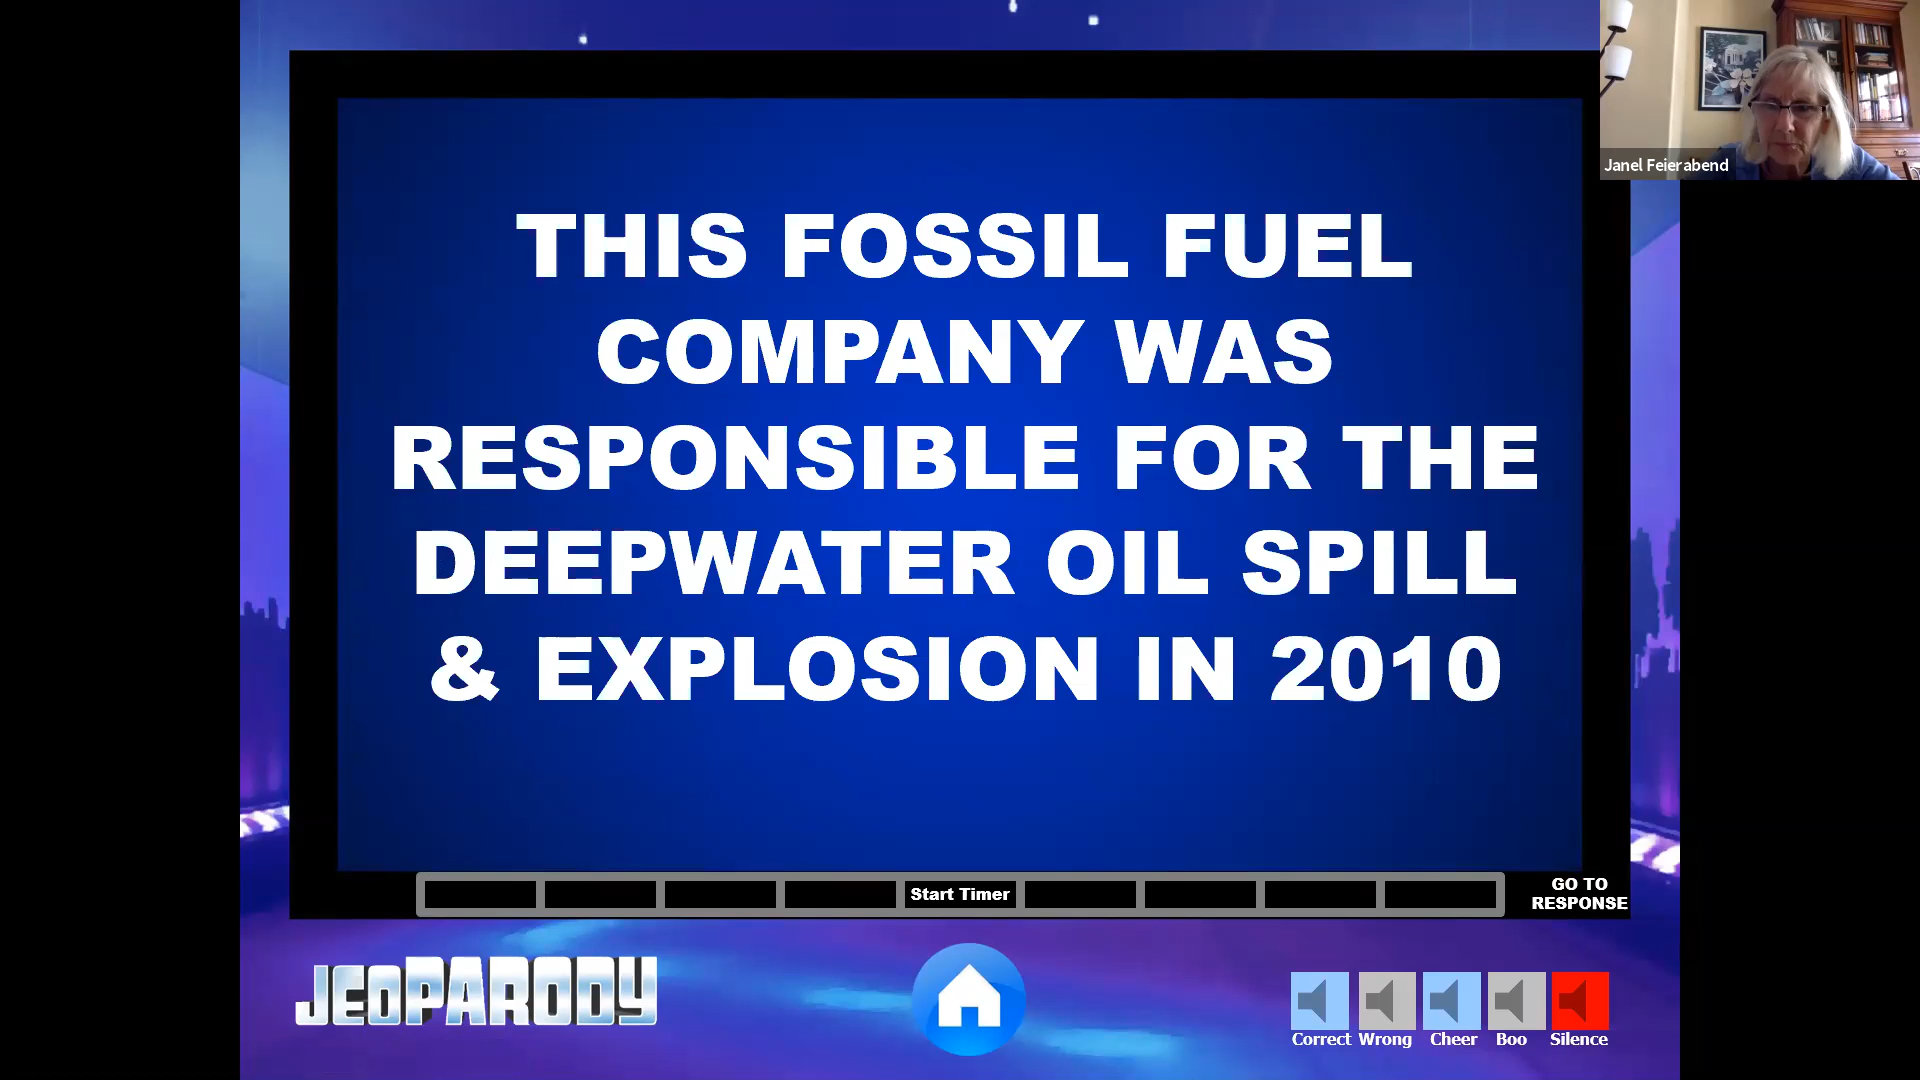 Janel Feierabend
THIS FOSSIL FUEL
COMPANY WAS
RESPONSIBLE FOR THE
DEEPWATER OIL SPILL
& EXPLOSION IN 2010
Start Timer
GO TO
RESPONSE
JEOPARODY
Correct Wrong Cheer Boo Silence